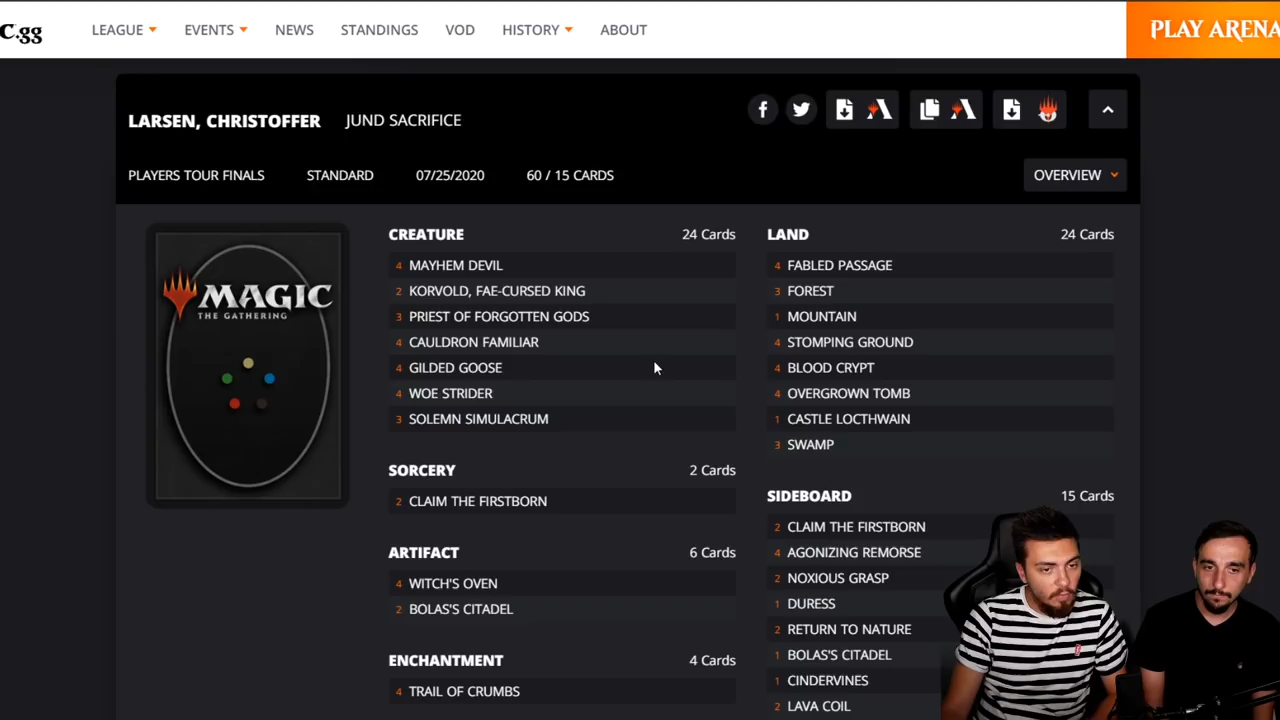 C.gg
LEAGUE EVENTS NEWS STANDINGS VOD HISTORY ABOUT
PLAY ARENA
LARSEN, CHRISTOFFER JUND SACRIFICE
PLAYERS TOUR FINALS STANDARD 07/25/2020 60 / 15 CARDS OVERVIEW
MAGIC
THE GATHERING
CREATURE 24 Cards
4 MAYHEM DEVIL
2 KORVOLD, FAE-CURSED KING
3 PRIEST OF FORGOTTEN GODS
4 CAULDRON FAMILIAR
4 GILDED GOOSE
4 WOE STRIDER
3 SOLEMN SIMULACRUM
SORCERY 2 Cards
2 CLAIM THE FIRSTBORN
ARTIFACT 6 Cards
4 WITCH'S OVEN
2 BOLAS'S CITADEL
ENCHANTMENT 4 Cards
4 TRAIL OF CRUMBS
LAND 24 Cards
4 FABLED PASSAGE
3 FOREST
1 MOUNTAIN
4 STOMPING GROUND
4 BLOOD CRYPT
4 OVERGROWN TOMB
1 CASTLE LOCTHWAIN
3 SWAMP
SIDEBOARD 15 Cards
2 CLAIM THE FIRSTBORN
4 AGONIZING REMORSE
2 NOXIOUS GRASP
1 DURESS
2 RETURN TO NATURE
1 BOLAS'S CITADEL
1 CINDERVINES
2 LAVA COIL